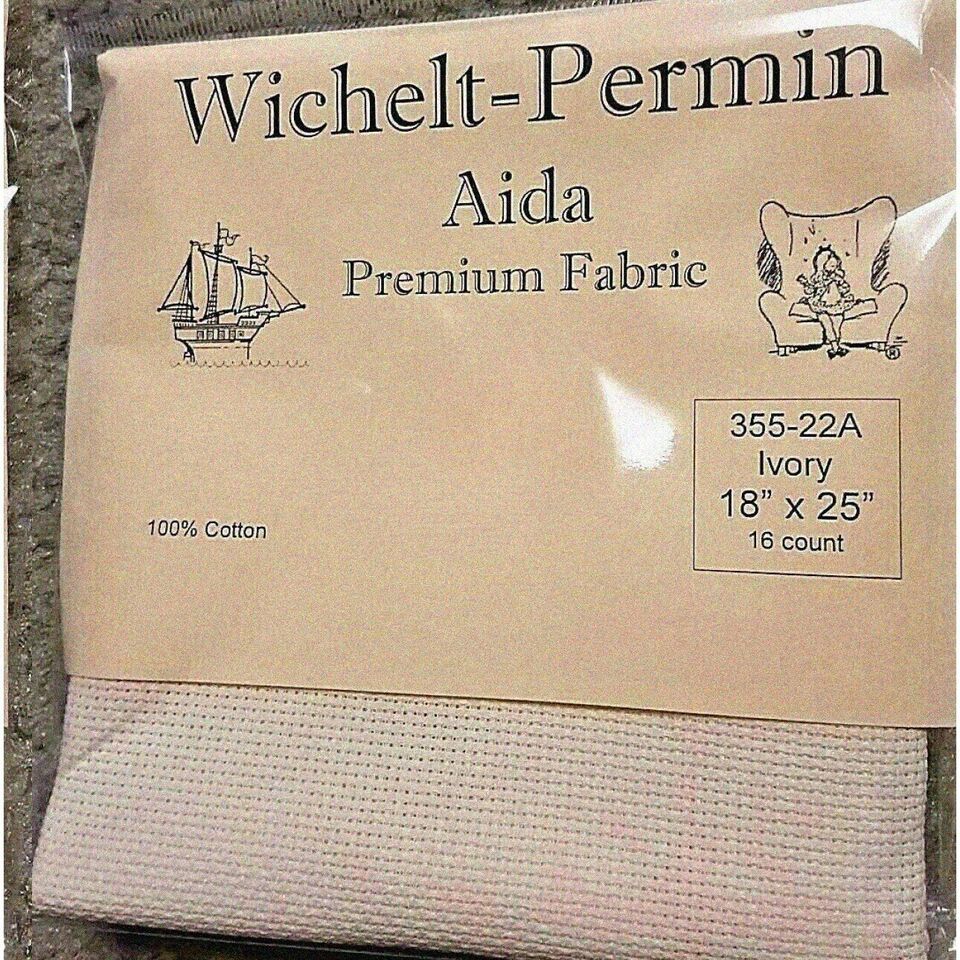 Wichelt-Permin
Aida
Premium Fabric
355-22A
Ivory
18" x 25"
16 count
100% Cotton